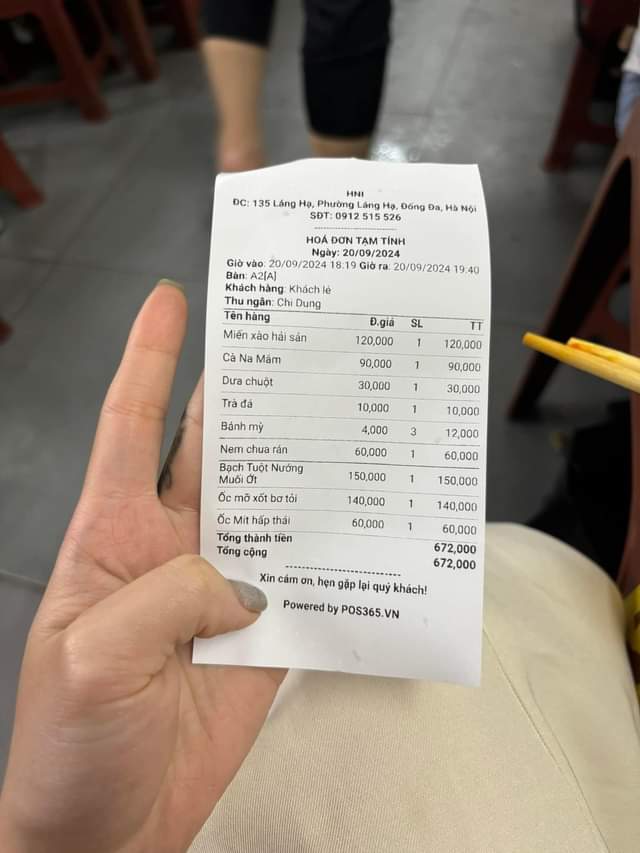 HNI
ĐC: 135 Láng Hạ, Phường Láng Hạ, Đống Đa, Hà Nội
SĐT: 0912 515 526
HOÁ ĐƠN TẠM TÍNH
Ngày: 20/09/2024
Giờ vào: 20/09/2024 18:19 Giờ ra: 20/09/2024 19:40
Bàn: A2[A]
Khách hàng: Khách lẻ
Thu ngân: Chi Dung
Tên hàng Đ.giá SL TT
Miến xào hải sản 120,000 1 120,000
Cà Na Mắm 90,000 1 90,000
Dưa chuột 30,000 1 30,000
Trà đá 10,000 1 10,000
Bánh mỳ 4,000 3 12,000
Nem chua rán 60,000 1 60,000
Bạch Tuột Nướng
Muối Ớt 150,000 1 150,000
Ốc mỡ xốt bơ tỏi 140,000 1 140,000
Ốc Mít hấp thái 60,000 1 60,000
Tổng thành tiền 672,000
Tổng cộng 672,000
Xin cám ơn, hẹn gặp lại quý khách!
Powered by POS365.VN